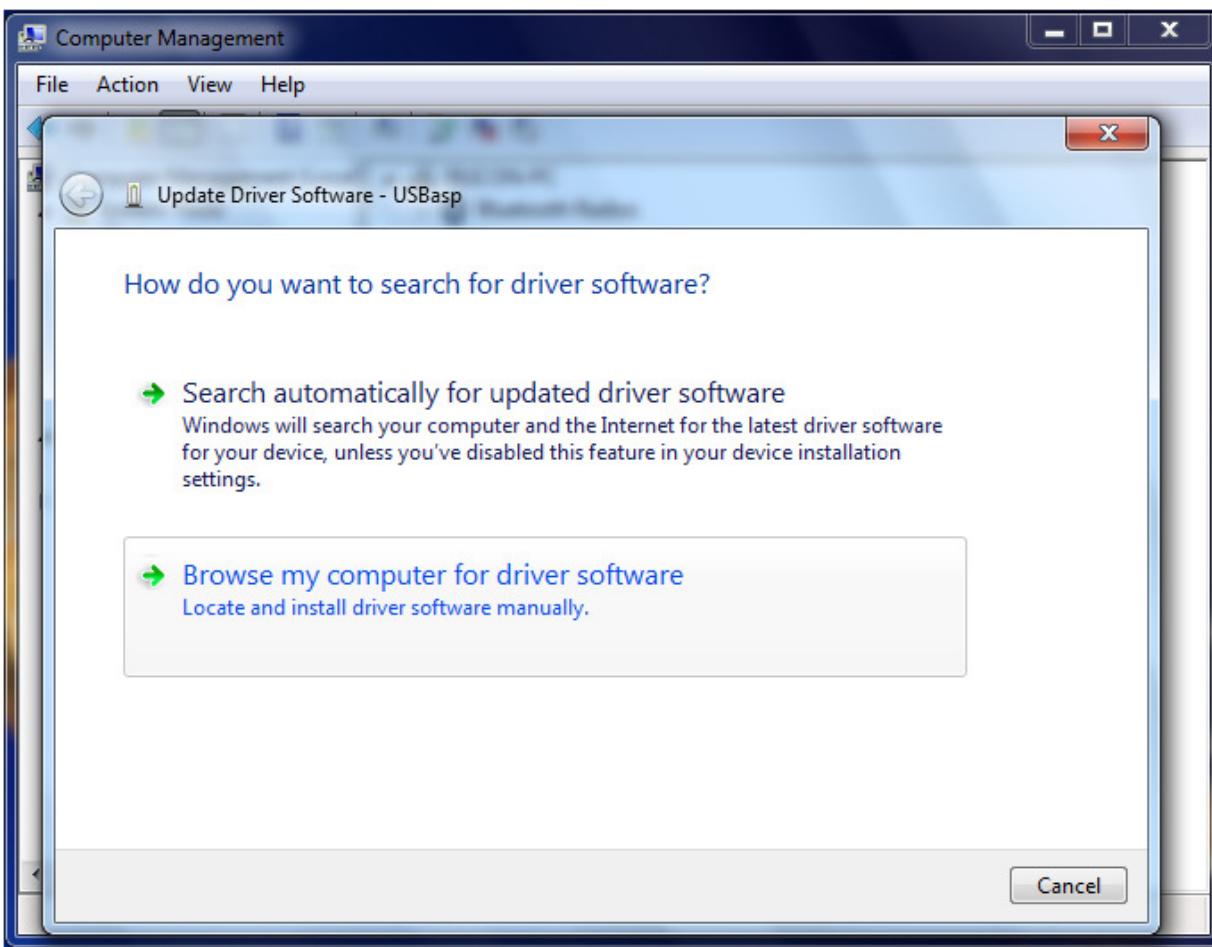 Computer Management
File Action View Help
Update Driver Software - USBasp
How do you want to search for driver software?
Search automatically for updated driver software
Windows will search your computer and the Internet for the latest driver software
for your device, unless you've disabled this feature in your device installation
settings.
Browse my computer for driver software
Locate and install driver software manually.
Cancel